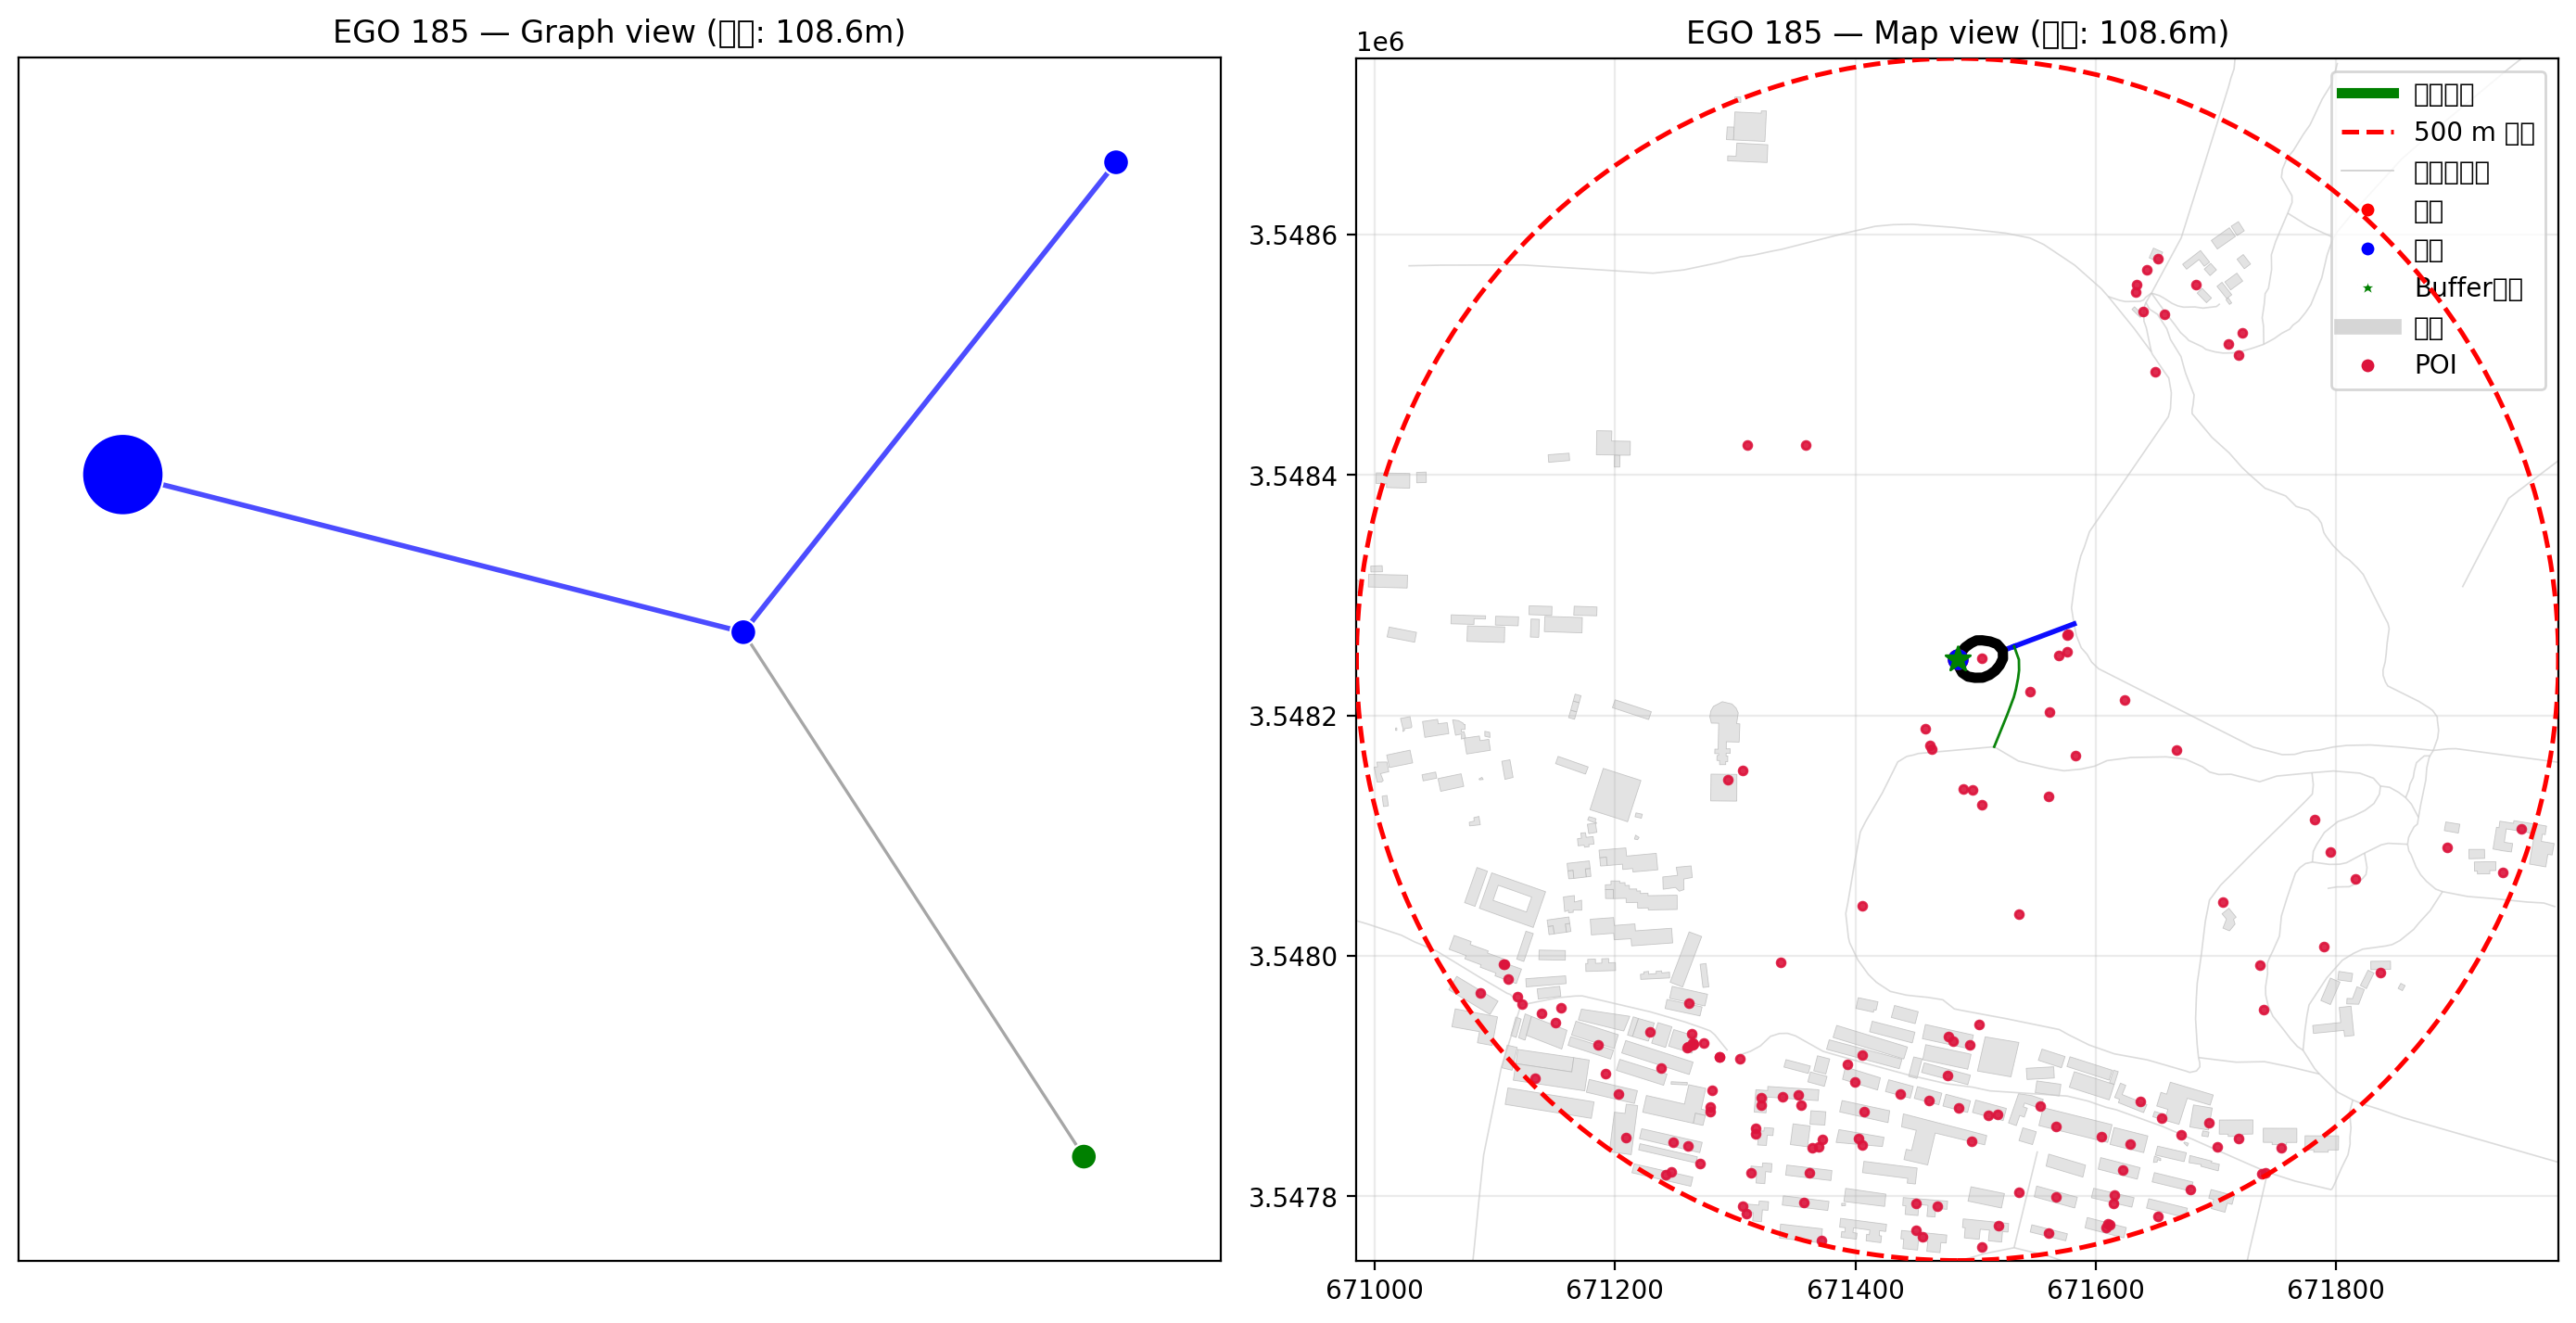 EGO 185 — Graph view (□□: 108.6m)
EGO 185 — Map view (□□: 108.6m)
1e6
3.5486
3.5484
3.5482
3.5480
3.5478
671000
671200
671400
671600
671800
□□□□
500 m □□
□□□□□
□□
□□
Buffer□□
□□
POI